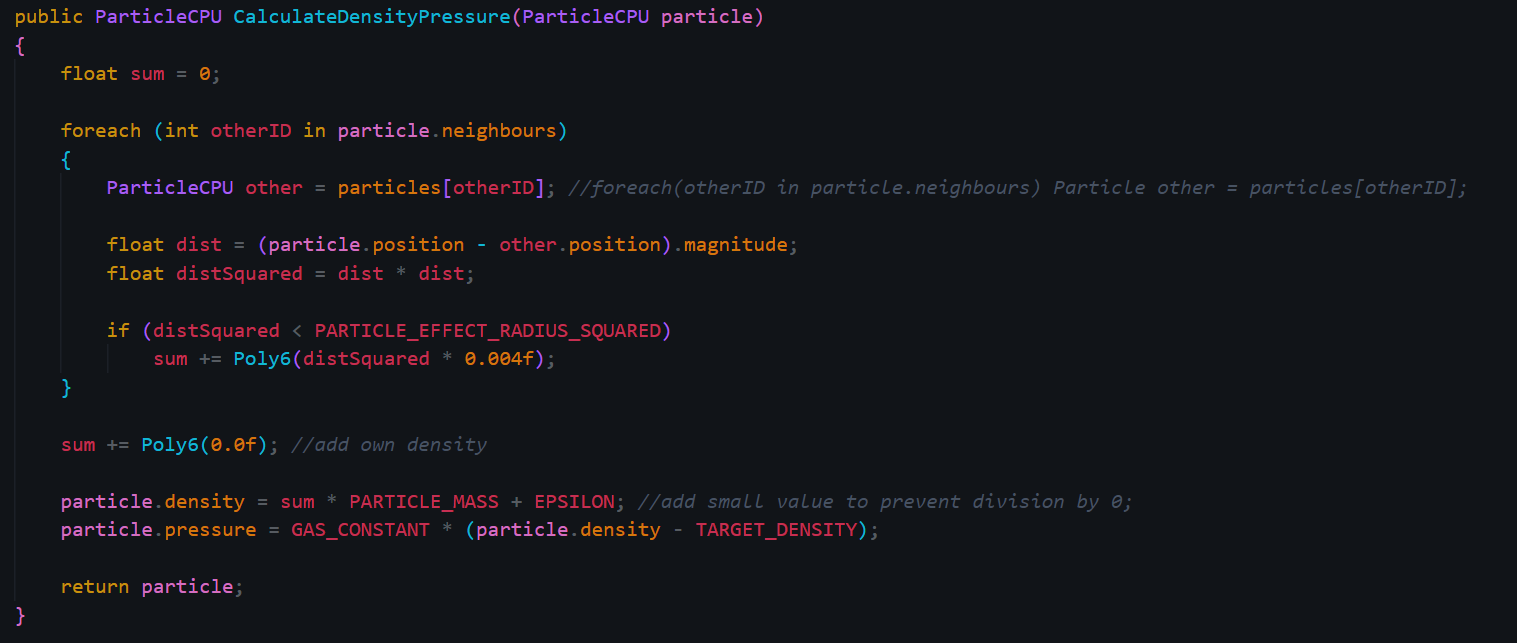 public ParticleCPU CalculateDensityPressure(ParticleCPU particle)
{
    float sum = 0;

    foreach (int otherID in particle.neighbours)
    {
        ParticleCPU other = particles[otherID]; //foreach(otherID in particle.neighbours) Particle other = particles[otherID];

        float dist = (particle.position - other.position).magnitude;
        float distSquared = dist * dist;

        if (distSquared < PARTICLE_EFFECT_RADIUS_SQUARED)
            sum += Poly6(distSquared * 0.004f);
    }

    sum += Poly6(0.0f); //add own density

    particle.density = sum * PARTICLE_MASS + EPSILON; //add small value to prevent division by 0;
    particle.pressure = GAS_CONSTANT * (particle.density - TARGET_DENSITY);

    return particle;
}